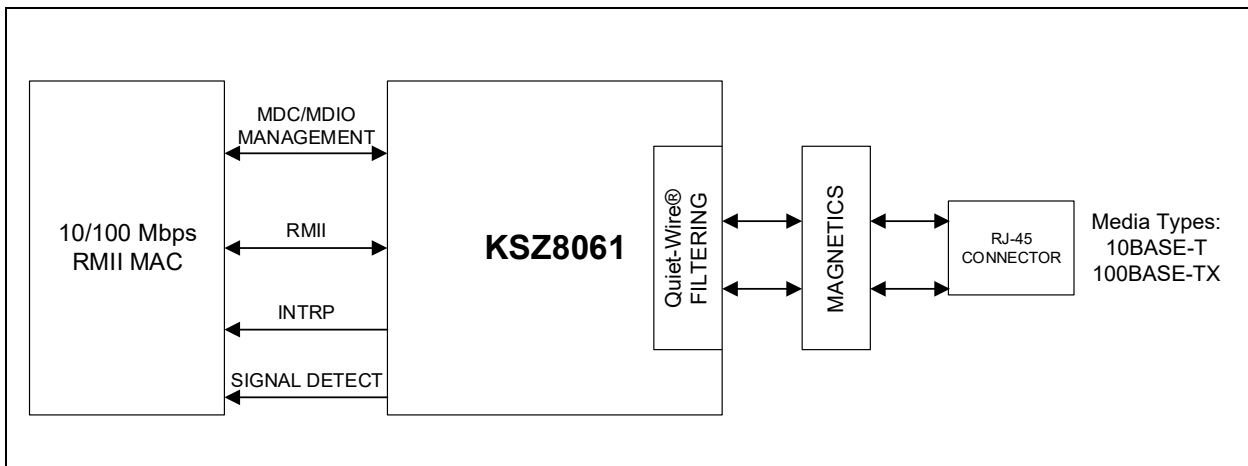 10/100 Mbps
RMII MAC
MDC/MDIO
MANAGEMENT
RMII
INTRP
SIGNAL DETECT
KSZ8061
Quiet-Wire®
FILTERING
MAGNETICS
RJ-45
CONNECTOR
Media Types:
10BASE-T
100BASE-TX